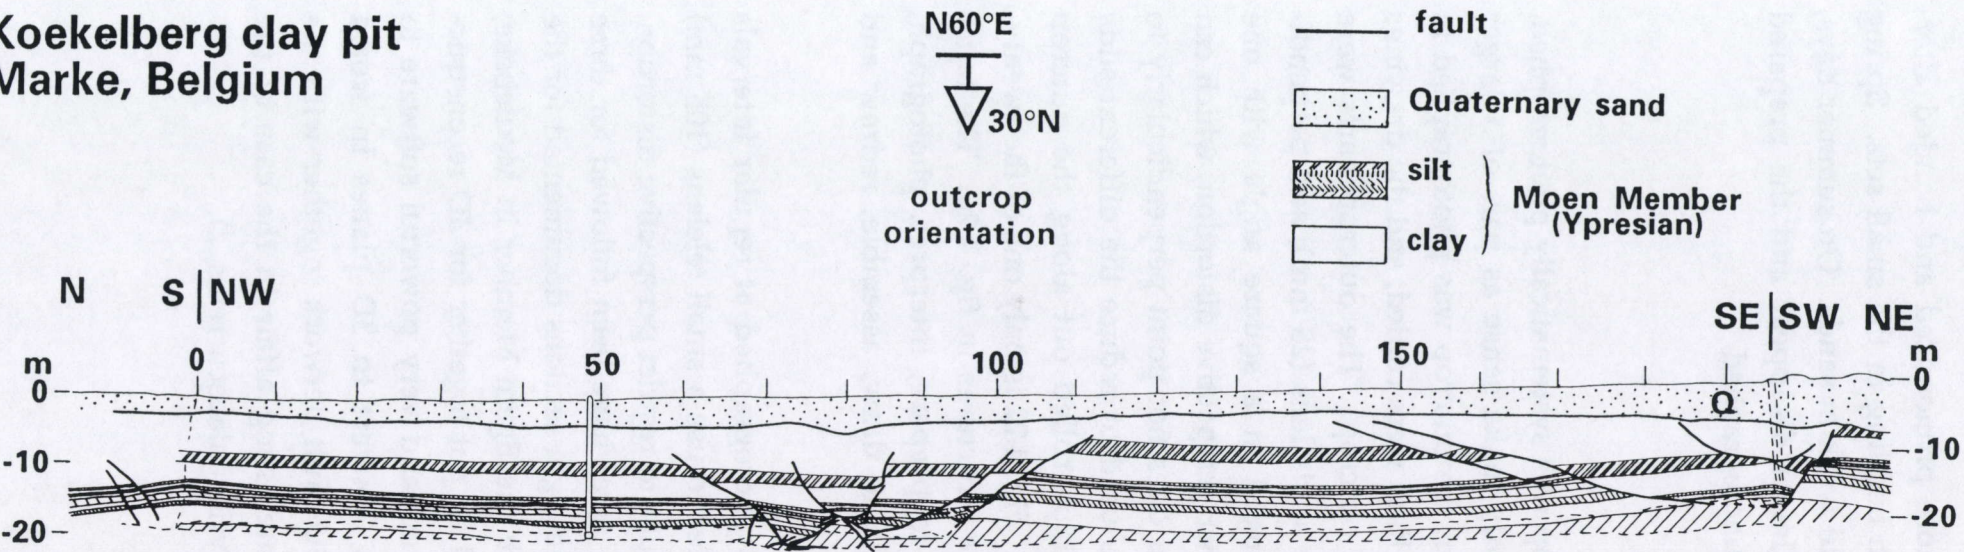 Koekelberg clay pit
Marke, Belgium
N60°E
30°N
outcrop
orientation
fault
Quaternary sand
silt
clay
Moen Member
(Ypresian)
N S NW SE SW NE
m 0 50 100 150 m
0 0
Q
-10 -10
-20 -20